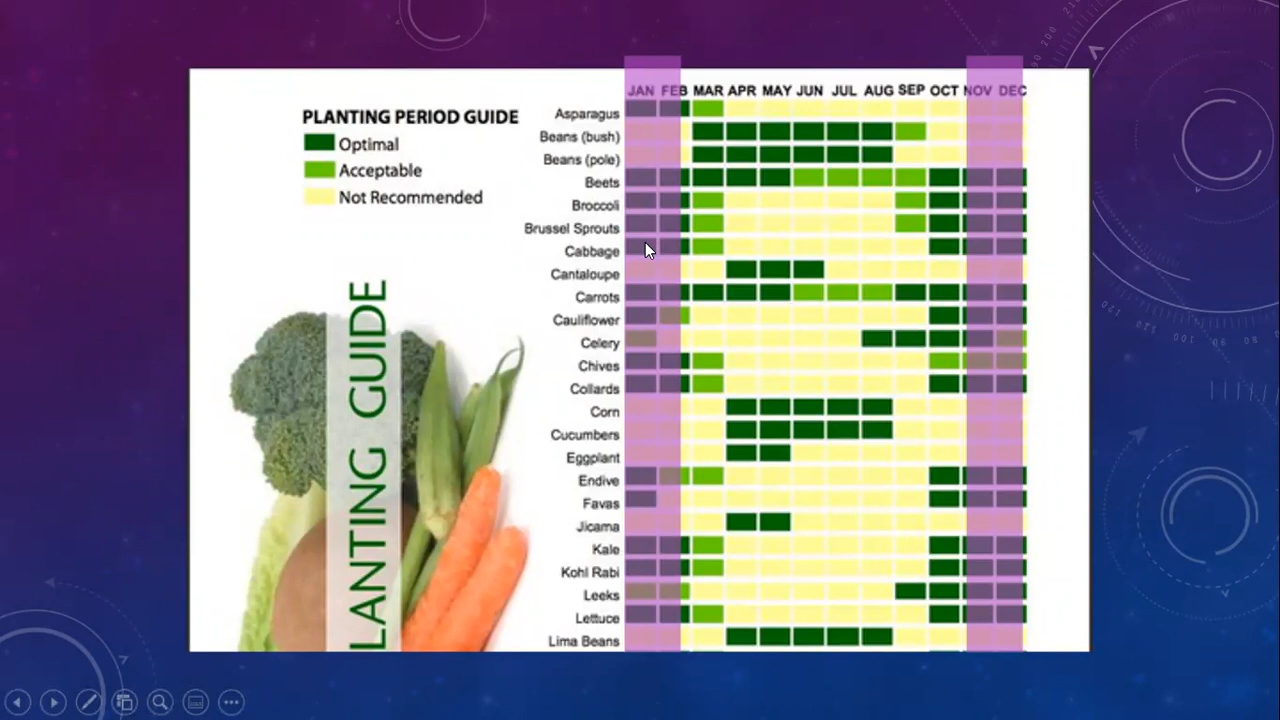 JAN FEB MAR APR MAY JUN JUL AUG SEP OCT NOV DEC
PLANTING PERIOD GUIDE
Optimal
Acceptable
Not Recommended
Asparagus
Beans (bush)
Beans (pole)
Beets
Broccoli
Brussel Sprouts
Cabbage
Cantaloupe
Carrots
Cauliflower
Celery
Chives
Collards
Corn
Cucumbers
Eggplant
Endive
Favas
Jicama
Kale
Kohl Rabi
Leeks
Lettuce
Lima Beans
LANTING GUIDE